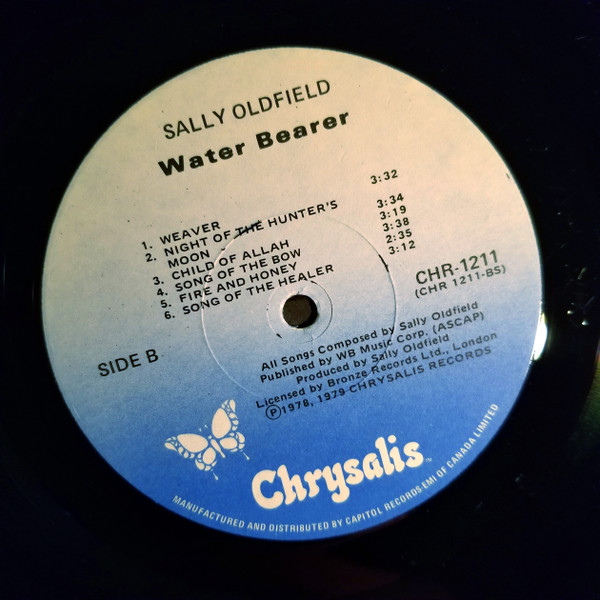 SALLY OLDFIELD
Water Bearer
1. WEAVER 3:32
2. NIGHT OF THE HUNTER'S
MOON 3:34
3. CHILD OF ALLAH 3:19
4. SONG OF THE BOW 3:38
5. FIRE AND HONEY 2:35
6. SONG OF THE HEALER 3:12
CHR-1211
(CHR 1211-BS)
SIDE B
All Songs Composed by Sally Oldfield
Published by WB Music Corp. (ASCAP)
Produced by Sally Oldfield
Licensed by Bronze Records Ltd., London
Ⓟ1978, 1979 CHRYSALIS RECORDS
Chrysalis™
MANUFACTURED AND DISTRIBUTED BY CAPITOL RECORDS-EMI OF CANADA LIMITED